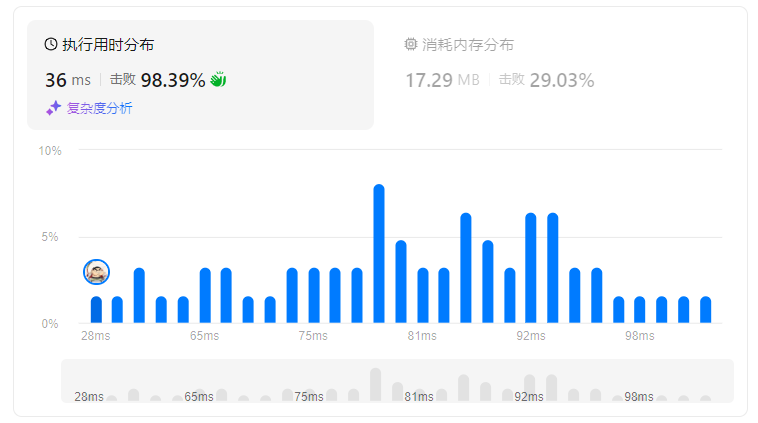 执行用时分布
36 ms 击败 98.39%
复杂度分析
消耗内存分布
17.29 MB 击败 29.03%
10%
5%
0%
28ms 65ms 75ms 81ms 92ms 98ms
28ms 65ms 75ms 81ms 92ms 98ms